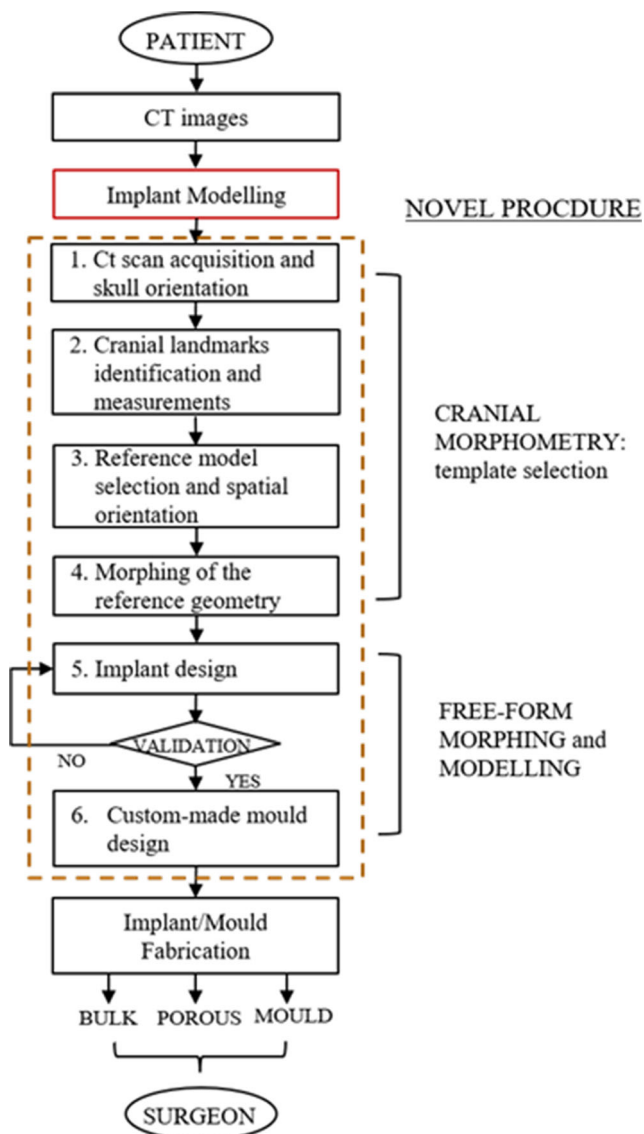 PATIENT
CT images
Implant Modelling
NOVEL PROCDURE
1. Ct scan acquisition and
skull orientation
2. Cranial landmarks
identification and
measurements
3. Reference model
selection and spatial
orientation
4. Morphing of the
reference geometry
CRANIAL
MORPHOMETRY:
template selection
5. Implant design
VALIDATION
NO
YES
6. Custom-made mould
design
FREE-FORM
MORPHING and
MODELLING
Implant/Mould
Fabrication
BULK POROUS MOULD
SURGEON